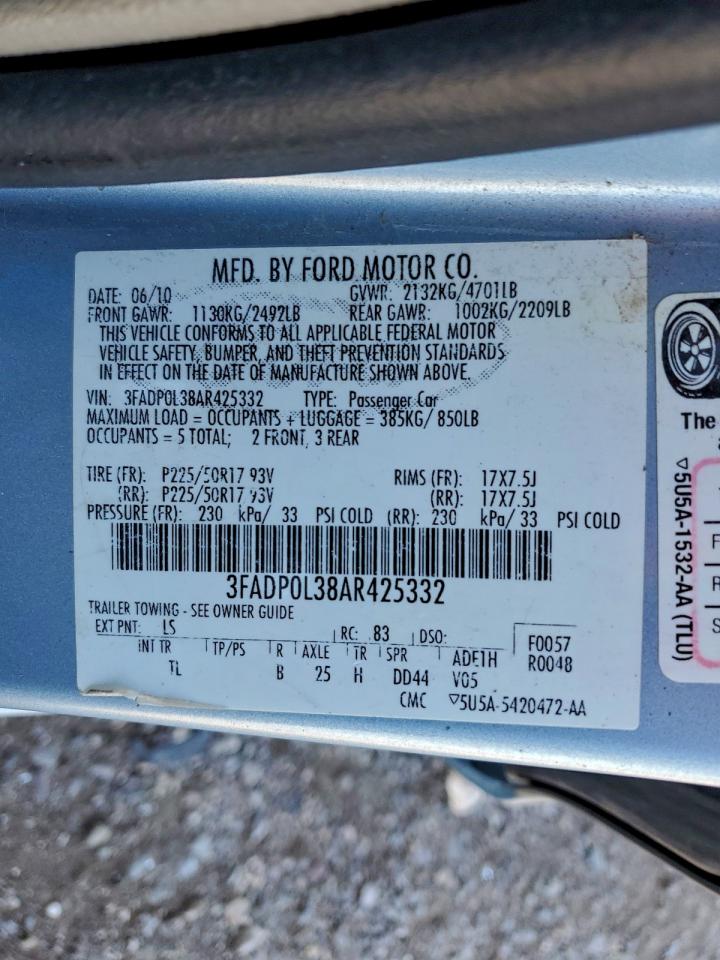 MFD. BY FORD MOTOR CO.
DATE: 06/10 GVWR: 2132KG/4701LB
FRONT GAWR: 1130KG/2492LB REAR GAWR: 1002KG/2209LB
THIS VEHICLE CONFORMS TO ALL APPLICABLE FEDERAL MOTOR
VEHICLE SAFETY, BUMPER, AND THEFT PREVENTION STANDARDS
IN EFFECT ON THE DATE OF MANUFACTURE SHOWN ABOVE.
VIN: 3FADP0L38AR425332 TYPE: Passenger Car
MAXIMUM LOAD = OCCUPANTS + LUGGAGE = 385KG/ 850LB
OCCUPANTS = 5 TOTAL; 2 FRONT, 3 REAR
TIRE (FR): P225/50R17 93V RIMS (FR): 17X7.5J
(RR): P225/50R17 93V (RR): 17X7.5J
PRESSURE (FR): 230 kPa/ 33 PSI COLD (RR): 230 kPa/ 33 PSI COLD
3FADP0L38AR425332
TRAILER TOWING - SEE OWNER GUIDE
EXT PNT: LS RC: 83 DSO: F0057
INT TR TP/PS R AXLE TR SPR ADE1H R0048
TL B 25 H DD44 V05
CMC ▽5U5A-5420472-AA
The
▽5U5A-1532-AA (TLU)
F
R
S